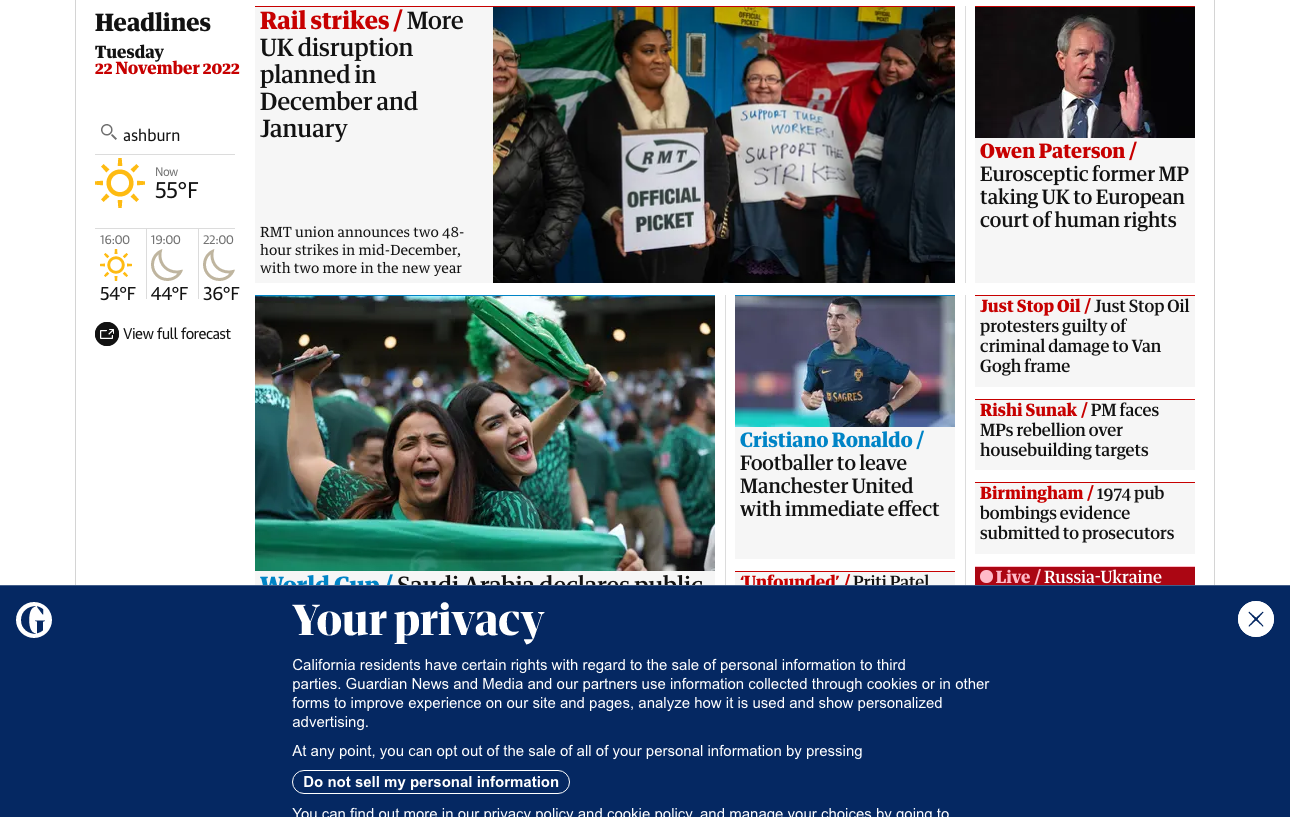 Headlines
Tuesday
22 November 2022
ashburn
Now
55°F
16:00
19:00
22:00
54°F
44°F
36°F
View full forecast
Rail strikes / More
UK disruption
planned in
December and
January
RMT union announces two 48-
hour strikes in mid-December,
with two more in the new year
OFFICIAL
PICKET
RMT
OFFICIAL
PICKET
SUPPORT TUBE
WORKERS!
SUPPORT THE
STRIKES
Owen Paterson /
Eurosceptic former MP
taking UK to European
court of human rights
World Cup / Saudi Arabia declares public
SAGRES
Cristiano Ronaldo /
Footballer to leave
Manchester United
with immediate effect
'Unfounded' / Priti Patel
Just Stop Oil / Just Stop Oil
protesters guilty of
criminal damage to Van
Gogh frame
Rishi Sunak / PM faces
MPs rebellion over
housebuilding targets
Birmingham / 1974 pub
bombings evidence
submitted to prosecutors
Live / Russia-Ukraine
G
Your privacy
California residents have certain rights with regard to the sale of personal information to third
parties. Guardian News and Media and our partners use information collected through cookies or in other
forms to improve experience on our site and pages, analyze how it is used and show personalized
advertising.
At any point, you can opt out of the sale of all of your personal information by pressing
Do not sell my personal information
You can find out more in our privacy policy and cookie policy, and manage your choices by going to